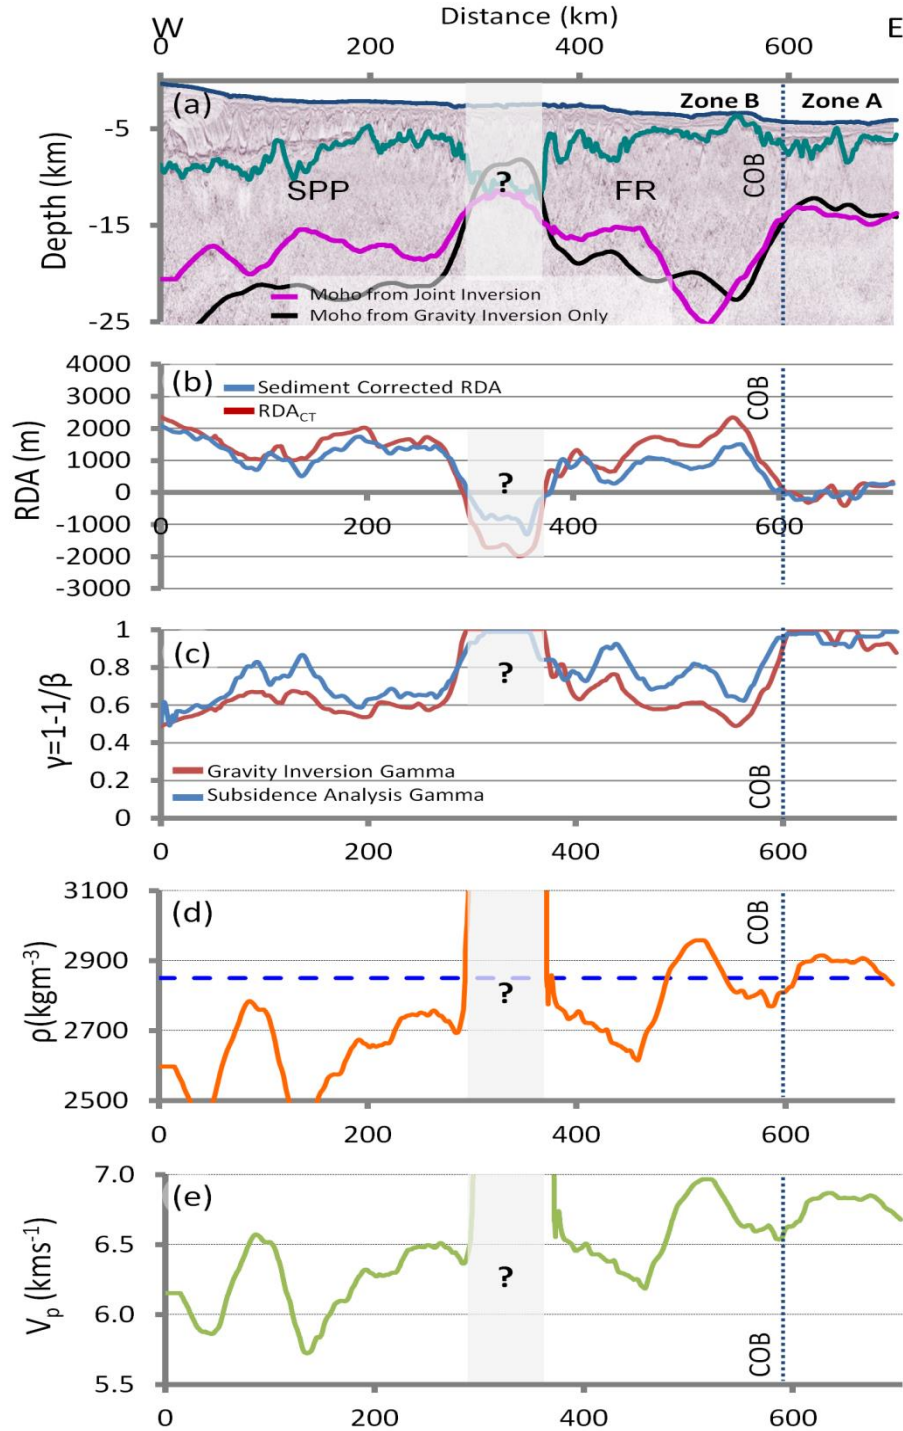 Distance (km)
W E
0 200 400 600
(a) Zone B Zone A
-5
-15
-25
Depth (km)
SPP ? FR COB
Moho from Joint Inversion
Moho from Gravity Inversion Only
4000
3000
2000
1000
0
-1000
-2000
-3000
RDA (m)
(b)
Sediment Corrected RDA
RDACT
COB
?
0 200 400 600
1
0.8
0.6
0.4
0.2
0
γ=1-1/β
(c)
?
Gravity Inversion Gamma
Subsidence Analysis Gamma
COB
0 200 400 600
3100
2900
2700
2500
ρ(kgm-3)
(d)
COB
?
0 200 400 600
7.0
6.5
6.0
5.5
Vp (kms-1)
(e)
?
COB
0 200 400 600